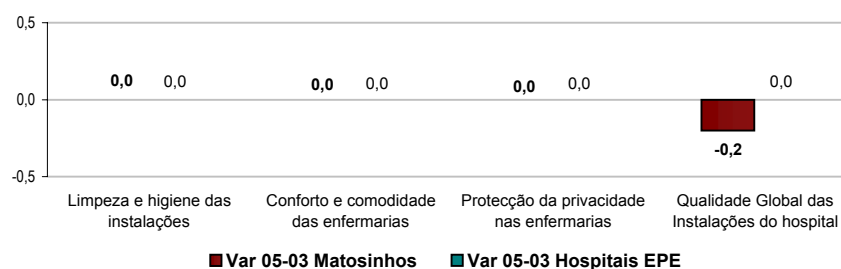 0,5
0,0 0,0 0,0 0,0 0,0 0,0 0,0
0,0
-0,2
-0,5
Limpeza e higiene das Conforto e comodidade Protecção da privacidade Qualidade Global das
instalações das enfermarias nas enfermarias Instalações do hospital
Var 05-03 Matosinhos Var 05-03 Hospitais EPE